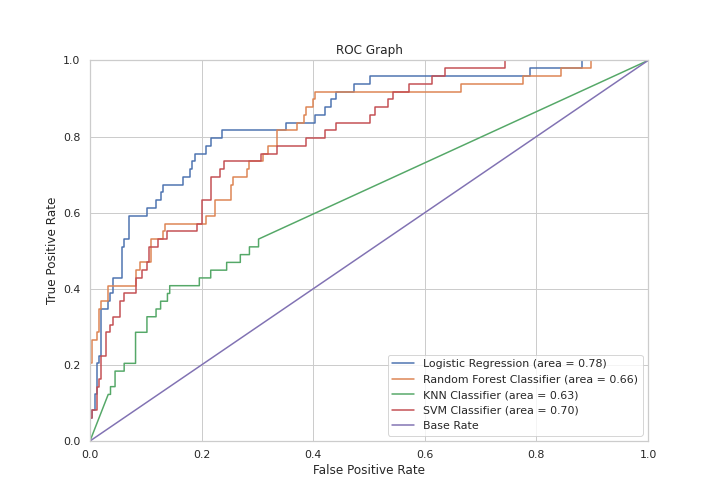 ROC Graph
1.0
0.8
0.6
0.4
0.2
0.0
True Positive Rate
Logistic Regression (area = 0.78)
Random Forest Classifier (area = 0.66)
KNN Classifier (area = 0.63)
SVM Classifier (area = 0.70)
Base Rate
0.0 0.2 0.4 0.6 0.8 1.0
False Positive Rate